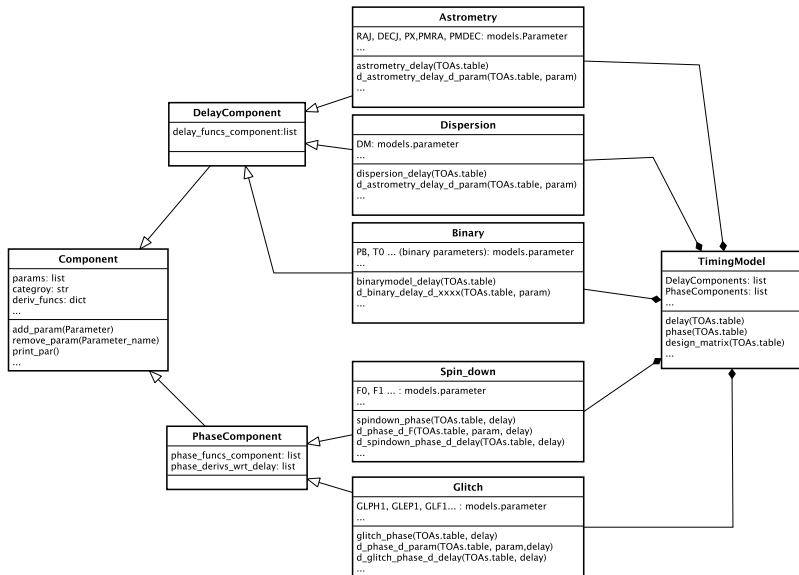 Astrometry
RAJ, DECJ, PX,PMRA, PMDEC: models.Parameter
...
astrometry_delay(TOAs.table)
d_astrometry_delay_d_param(TOAs.table, param)
...
DelayComponent
delay_funcs_component:list
Dispersion
DM: models.parameter
...
dispersion_delay(TOAs.table)
d_astrometry_delay_d_param(TOAs.table, param)
...
Binary
PB, T0 ... (binary parameters): models.parameter
...
binarymodel_delay(TOAs.table)
d_binary_delay_d_xxxx(TOAs.table, param)
...
Component
params: list
categroy: str
deriv_funcs: dict
...
add_param(Parameter)
remove_param(Parameter_name)
print_par()
...
TimingModel
DelayComponents: list
PhaseComponents: list
...
delay(TOAs.table)
phase(TOAs.table)
design_matrix(TOAs.table)
...
Spin_down
F0, F1 ... : models.parameter
...
spindown_phase(TOAs.table, delay)
d_phase_d_F(TOAs.table, param, delay)
d_spindown_phase_d_delay(TOAs.table, delay)
...
PhaseComponent
phase_funcs_component: list
phase_derivs_wrt_delay: list
Glitch
GLPH1, GLEP1, GLF1... : models.parameter
...
glitch_phase(TOAs.table, delay)
d_phase_d_param(TOAs.table, param,delay)
d_glitch_phase_d_delay(TOAs.table, delay)
...